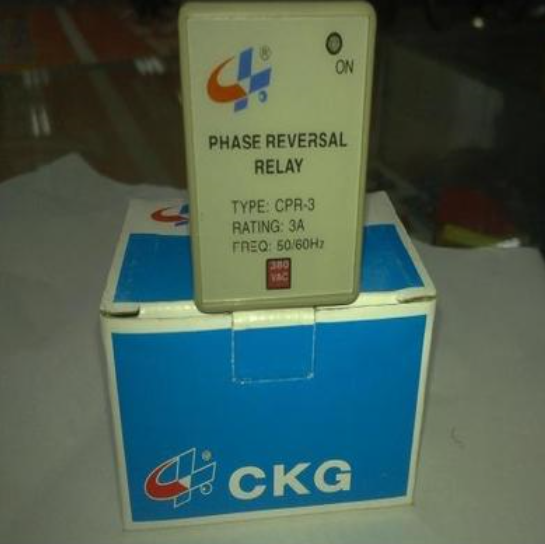 ®
ON
PHASE REVERSAL
RELAY
TYPE: CPR-3
RATING: 3A
FREQ: 50/60Hz
380
VAC
®
CKG